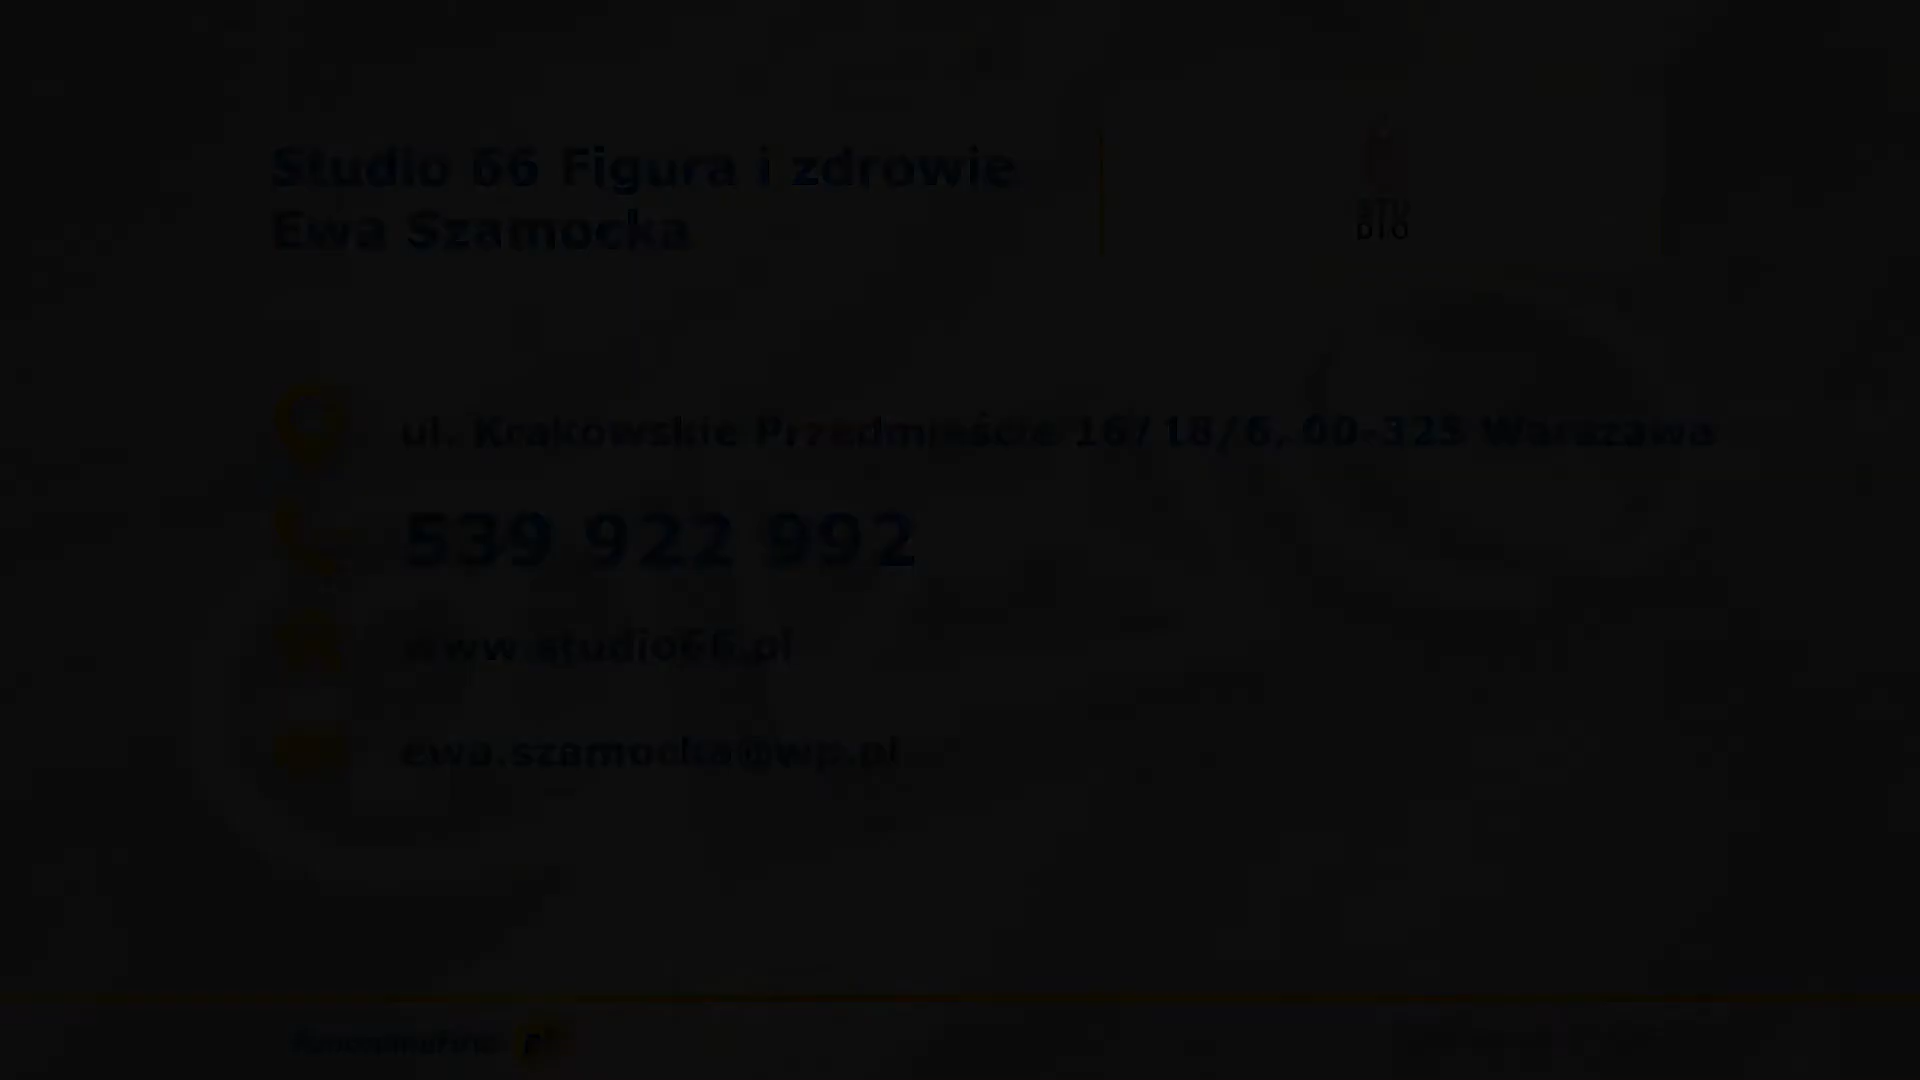 Studio 66 Figura i zdrowie
Ewa Szamocka
ul. Krakowskie Przedmieście 16/18/6, 00-325 Warszawa
539 922 992
www.studio66.pl
ewa.szamocka@wp.pl